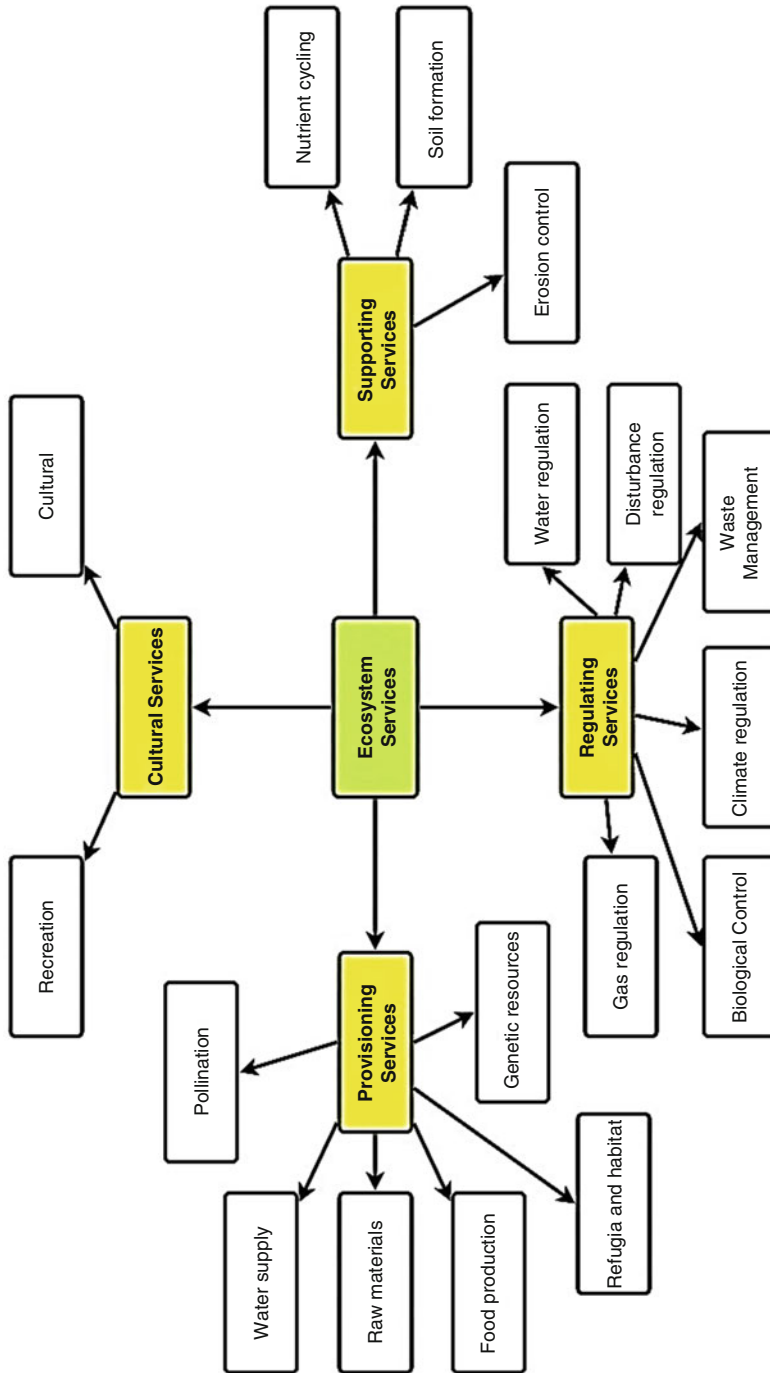 Recreation
Cultural
Cultural Services
Pollination
Water supply
Raw materials
Food production
Provisioning
Services
Genetic resources
Refugia and habitat
Ecosystem
Services
Supporting
Services
Nutrient cycling
Soil formation
Erosion control
Regulating
Services
Water regulation
Disturbance
regulation
Gas regulation
Biological Control
Climate regulation
Waste
Management